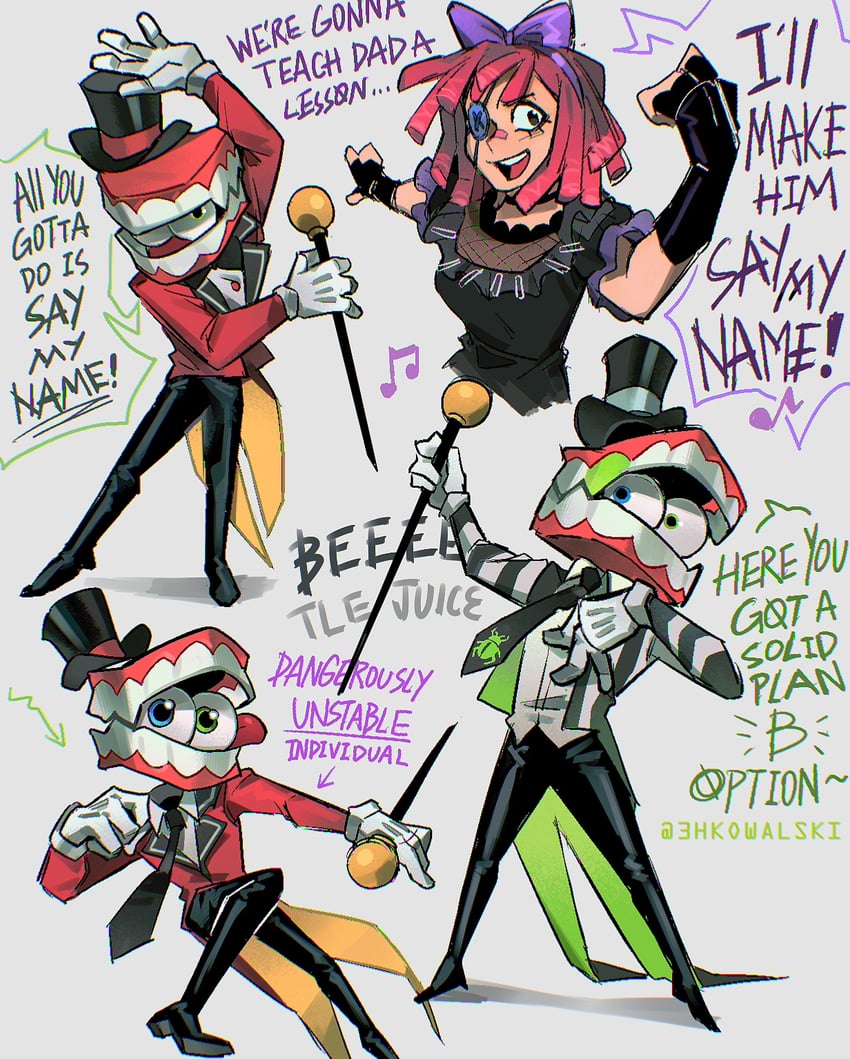 WE'RE GONNA
TEACH DAD A
LESSON...
I'll
MAKE
HIM
SAY MY
NAME!
All YOU
GOTTA
DO IS
SAY
MY
NAME!
BEEEE
TLE JUICE
DANGEROUSLY
UNSTABLE
INDIVIDUAL
HERE YOU
GOT A
SOLID
PLAN
B
OPTION~
@3HKOWALSKI